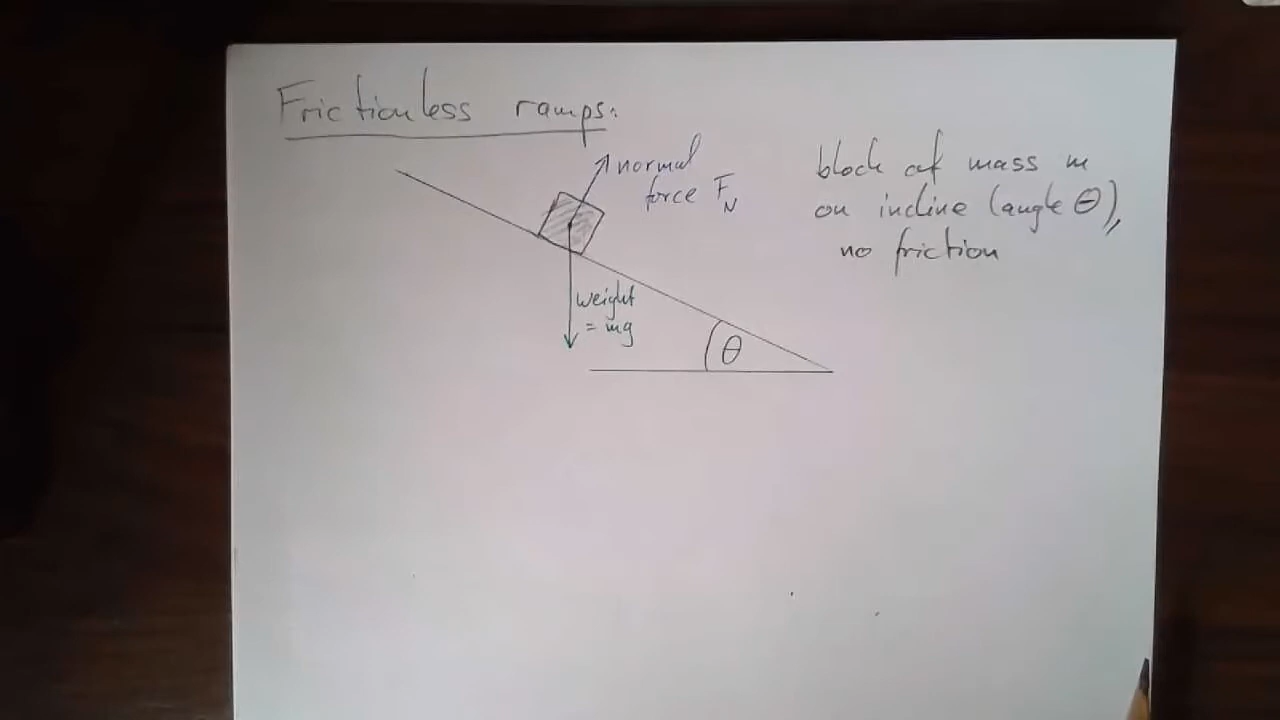 Frictionless ramps:
normal
force F_N
block of mass m
on incline (angle θ),
no friction
weight
= mg
θ